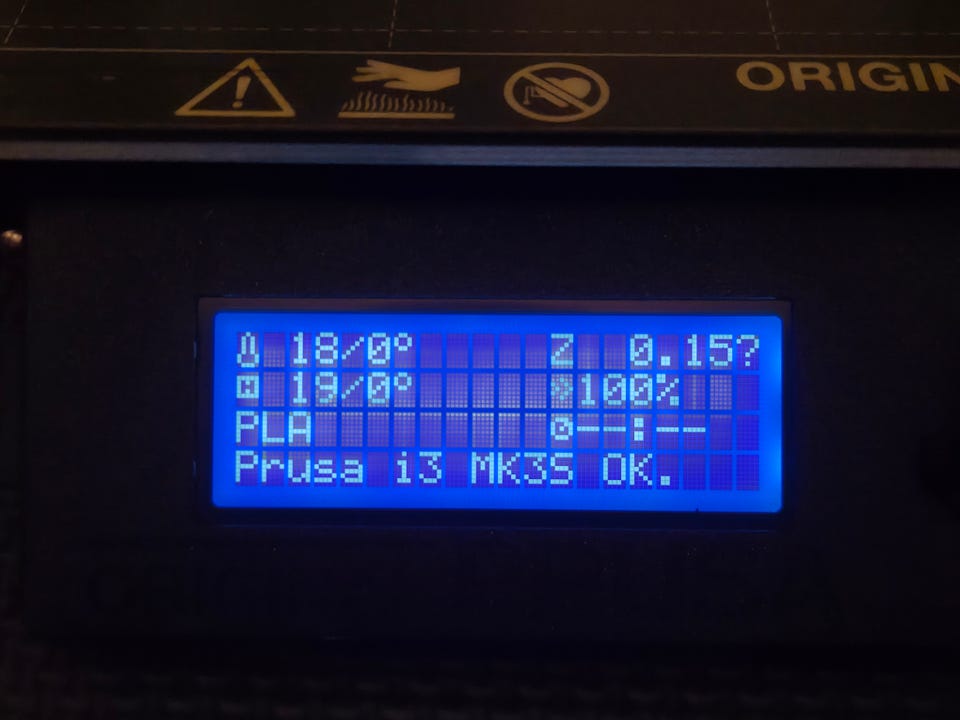 ORIGIN
18/0° Z 0.15?
19/0° 100%
PLA --:--
Prusa i3 MK3S OK.